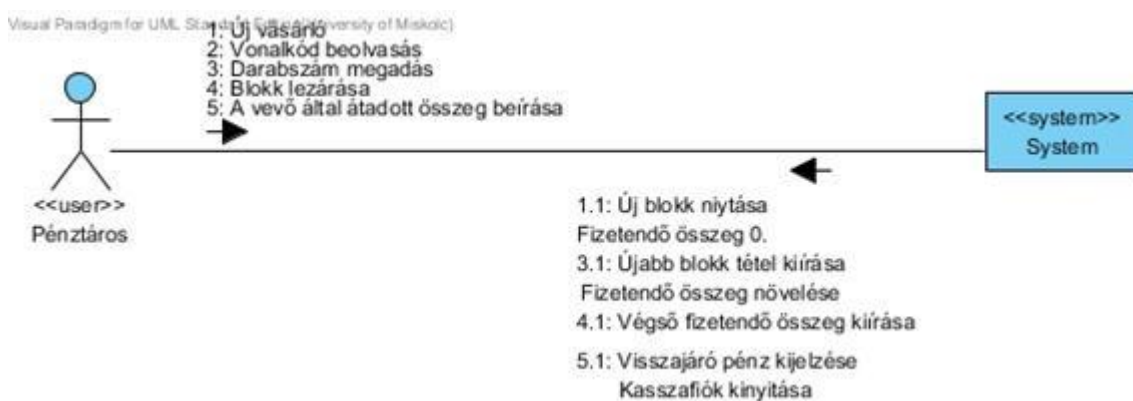 Visual Paradigm for UML Standard Edition(University of Miskolc)
1: Új vásárló
2: Vonalkód beolvasás
3: Darabszám megadás
4: Blokk lezárása
5: A vevő által átadott összeg beírása
<<system>>
System
<<user>>
Pénztáros
1.1: Új blokk niytása
Fizetendő összeg 0.
3.1: Újabb blokk tétel kiírása
Fizetendő összeg növelése
4.1: Végső fizetendő összeg kiírása
5.1: Visszajáró pénz kijelzése
Kasszafiók kinyitása